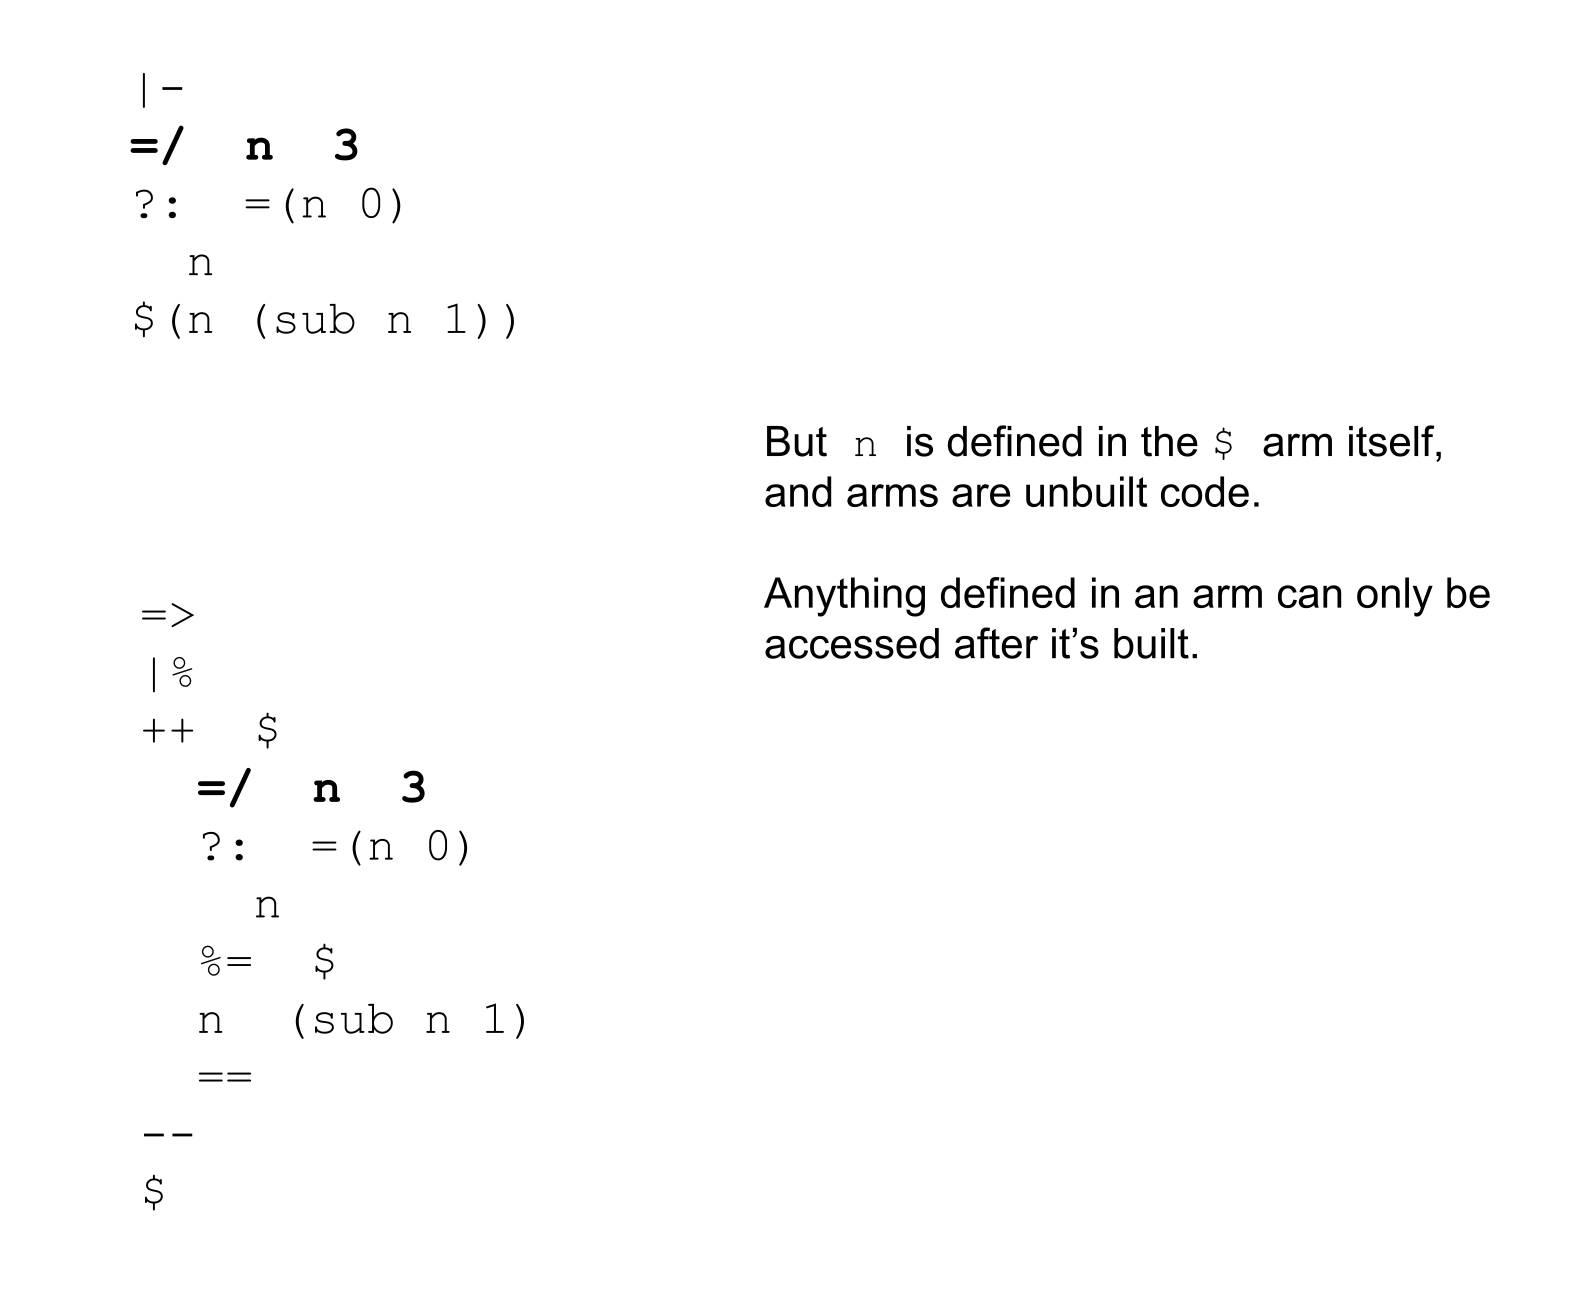 |-
=/  n  3
?:  =(n 0)
  n
$(n (sub n 1))
But n is defined in the $ arm itself,
and arms are unbuilt code.
Anything defined in an arm can only be
accessed after it’s built.
=>
|%
++  $
  =/  n  3
  ?:  =(n 0)
    n
  %=  $
  n  (sub n 1)
  ==
--
$